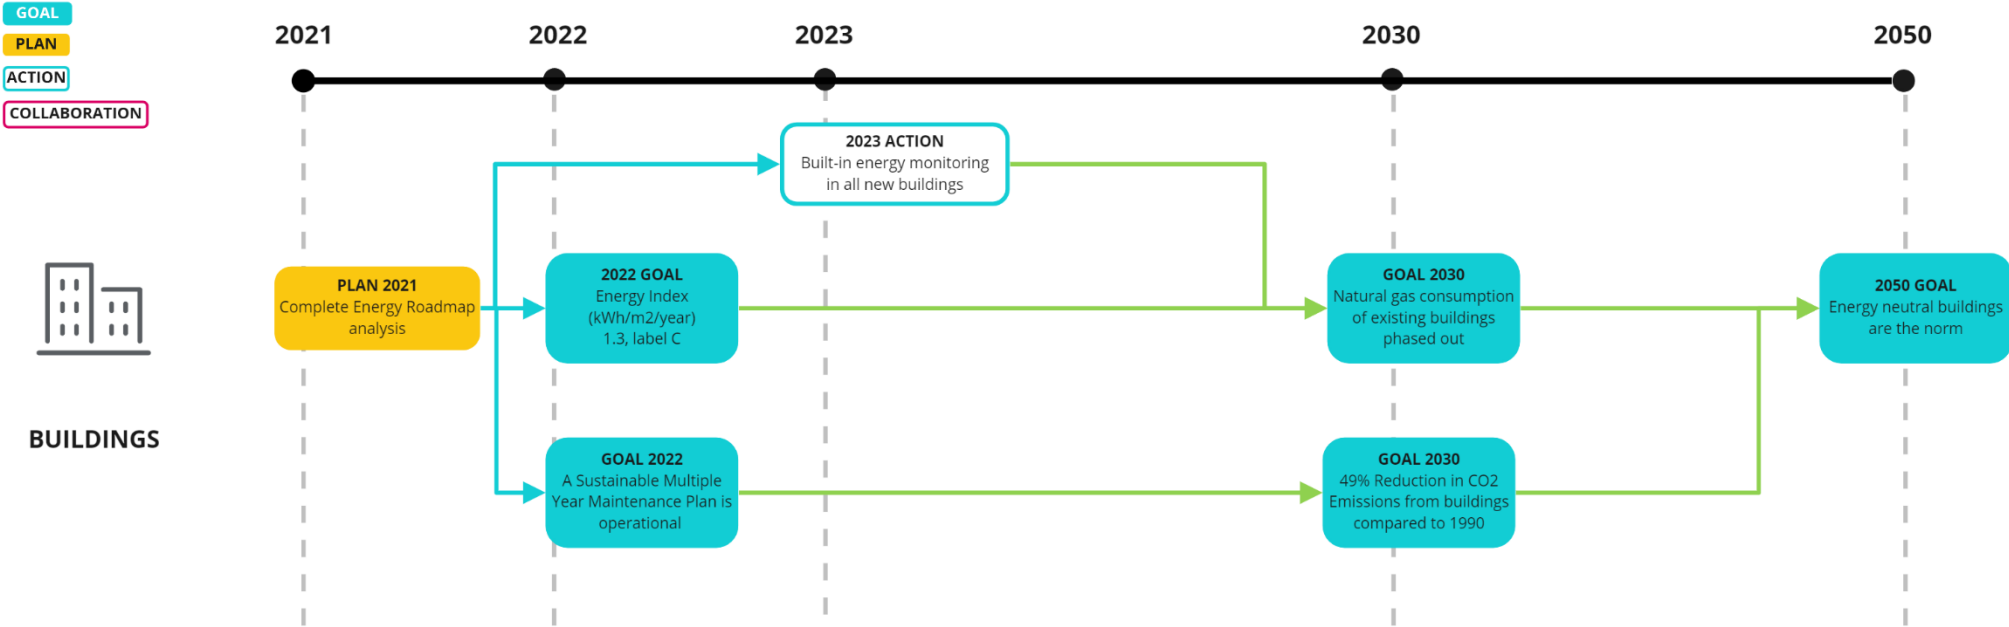 GOAL
PLAN
ACTION
COLLABORATION
2021
2022
2023
2030
2050
2023 ACTION
Built-in energy monitoring
in all new buildings
PLAN 2021
Complete Energy Roadmap
analysis
2022 GOAL
Energy Index
(kWh/m2/year)
1.3, label C
GOAL 2030
Natural gas consumption
of existing buildings
phased out
2050 GOAL
Energy neutral buildings
are the norm
BUILDINGS
GOAL 2022
A Sustainable Multiple
Year Maintenance Plan is
operational
GOAL 2030
49% Reduction in CO2
Emissions from buildings
compared to 1990